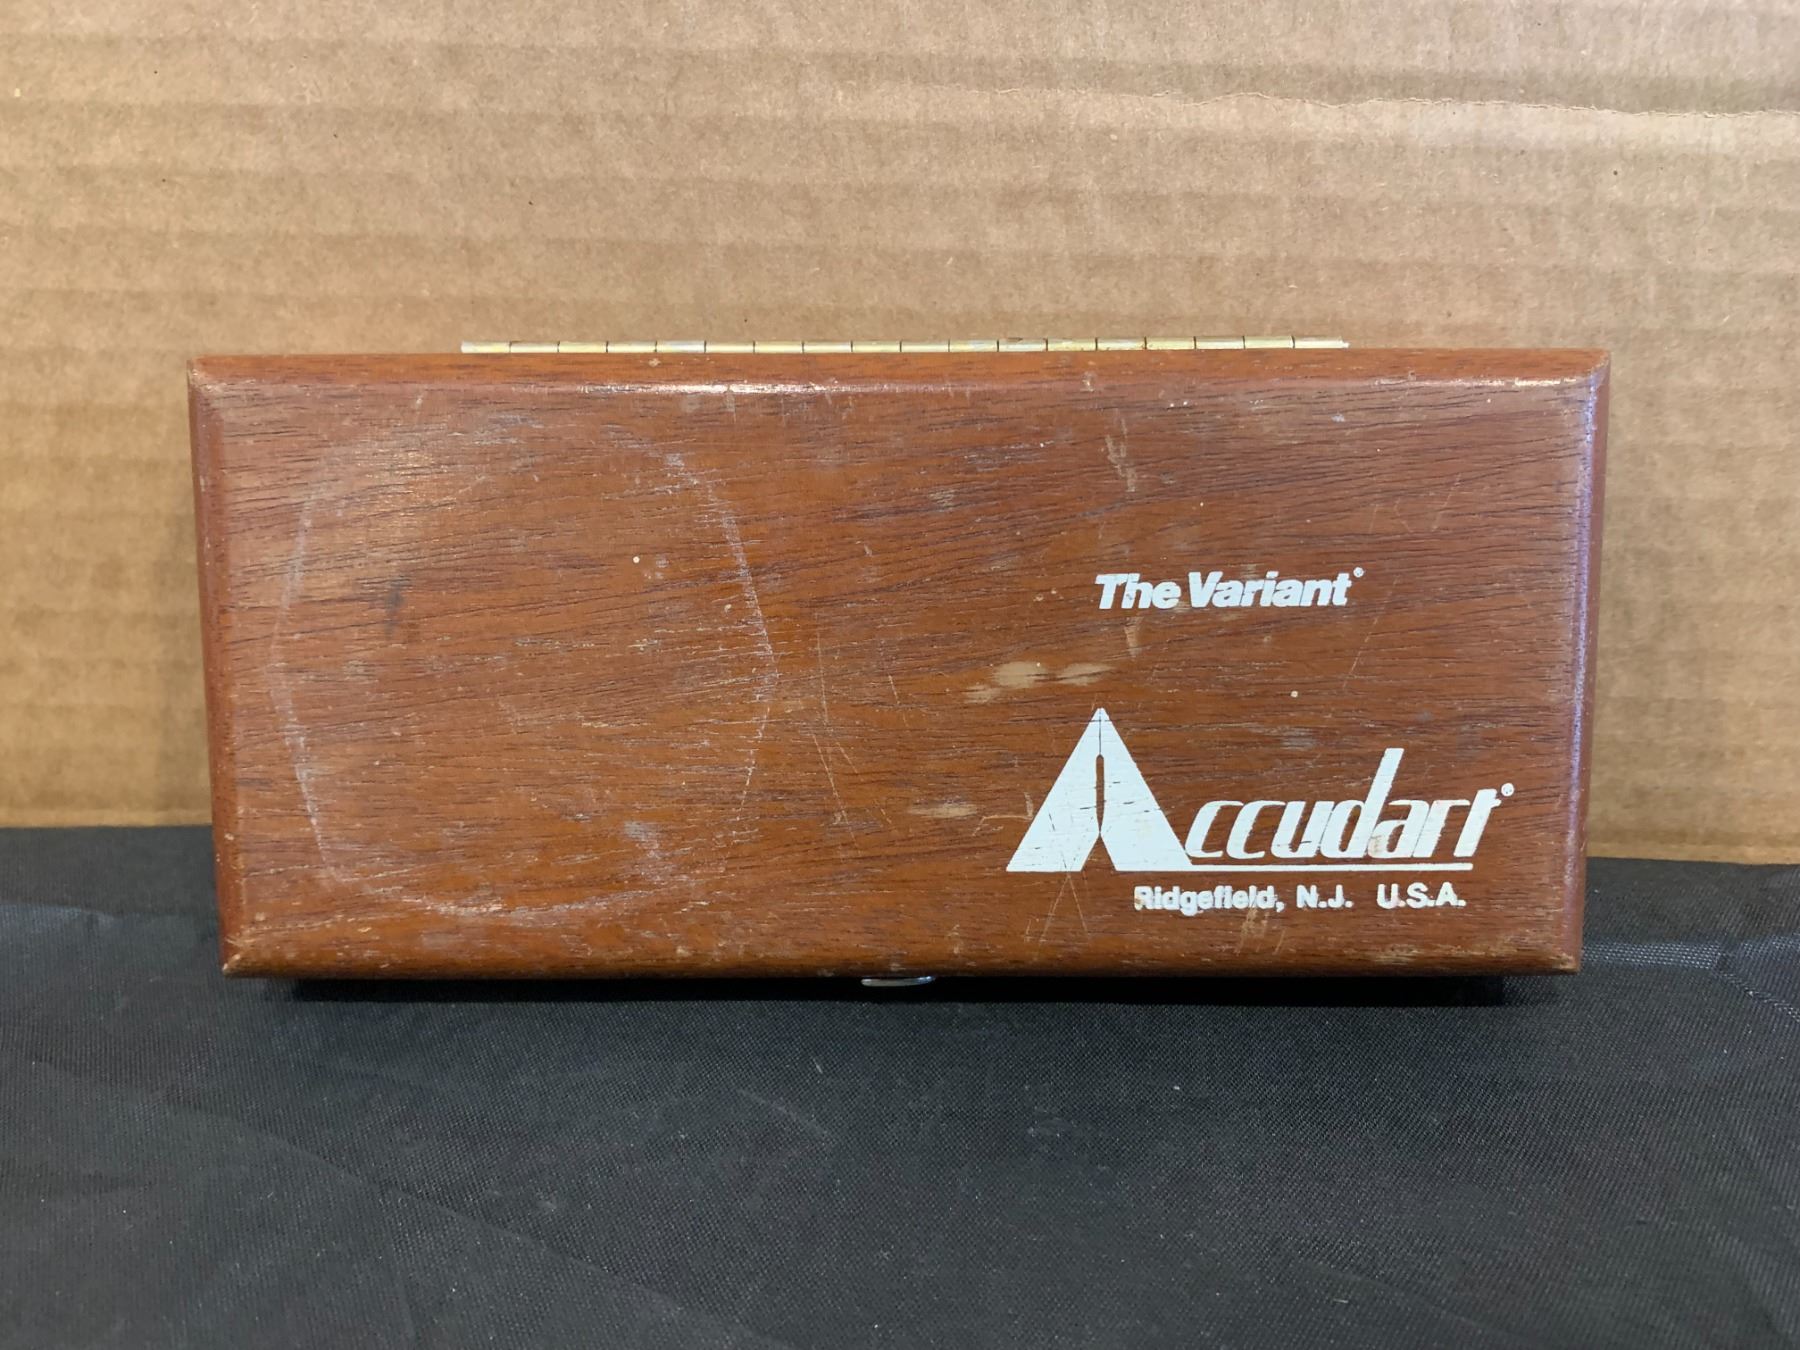 The Variant®
Accudart®
Ridgefield, N.J. U.S.A.